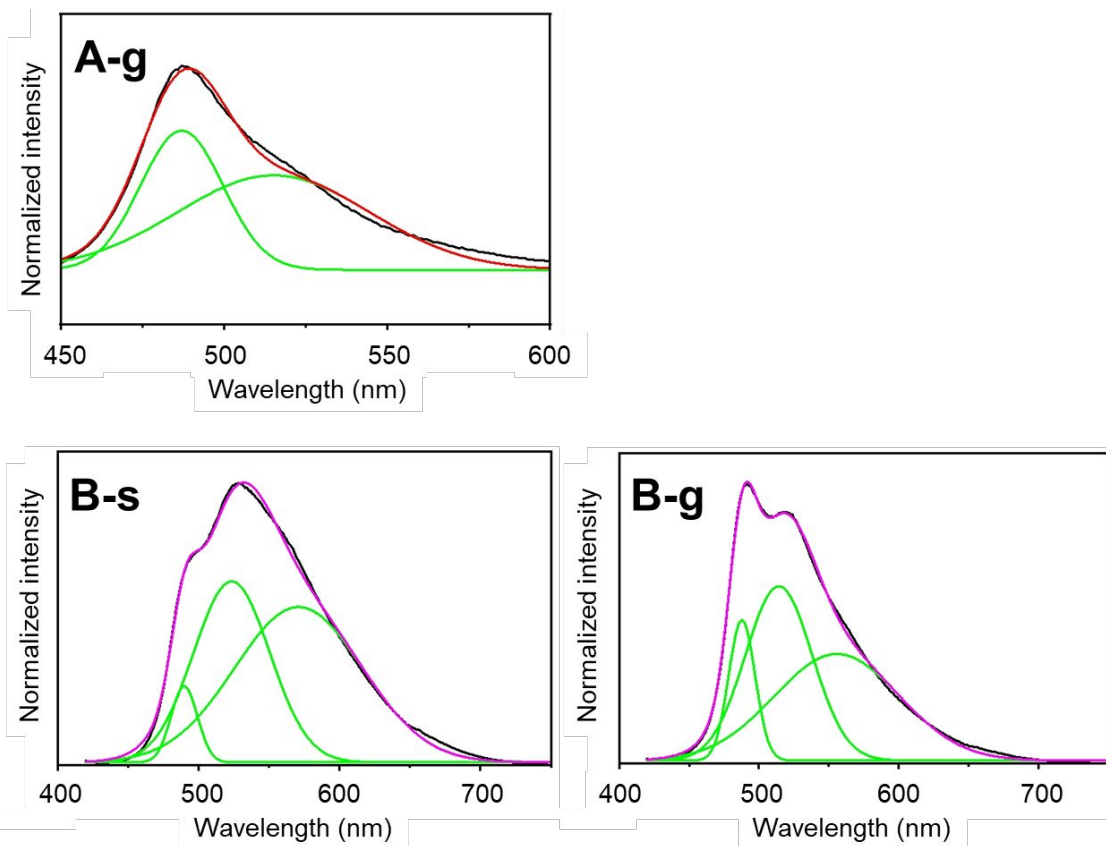 A-g
Normalized intensity
450 500 550 600
Wavelength (nm)
B-s
Normalized intensity
400 500 600 700
Wavelength (nm)
B-g
Normalized intensity
400 500 600 700
Wavelength (nm)